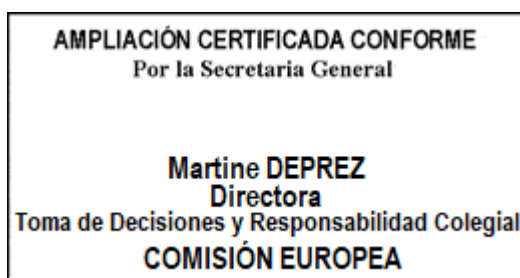 AMPLIACIÓN CERTIFICADA CONFORME
Por la Secretaria General
Martine DEPREZ
Directora
Toma de Decisiones y Responsabilidad Colegial
COMISIÓN EUROPEA